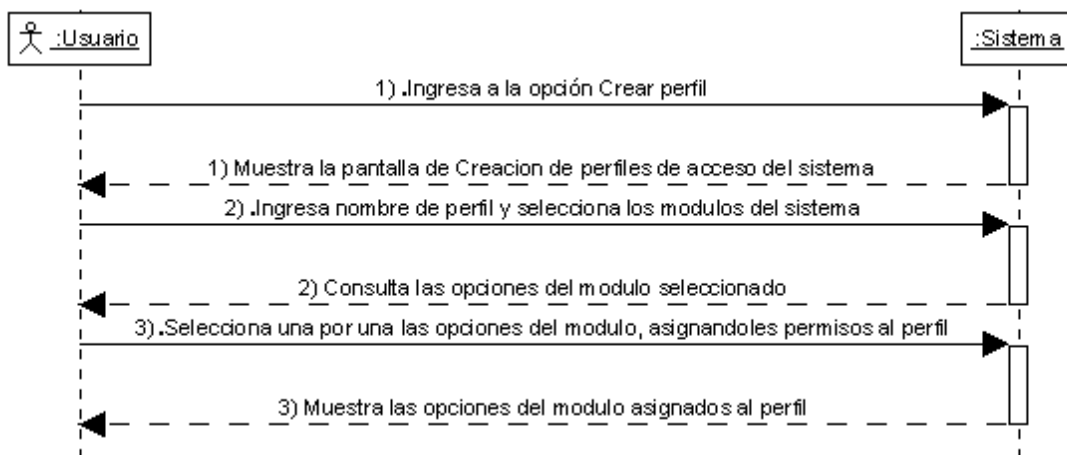 :Usuario
:Sistema
1) .Ingresa a la opción Crear perfil
1) Muestra la pantalla de Creacion de perfiles de acceso del sistema
2) .Ingresa nombre de perfil y selecciona los modulos del sistema
2) Consulta las opciones del modulo seleccionado
3) .Selecciona una por una las opciones del modulo, asignandoles permisos al perfil
3) Muestra las opciones del modulo asignados al perfil